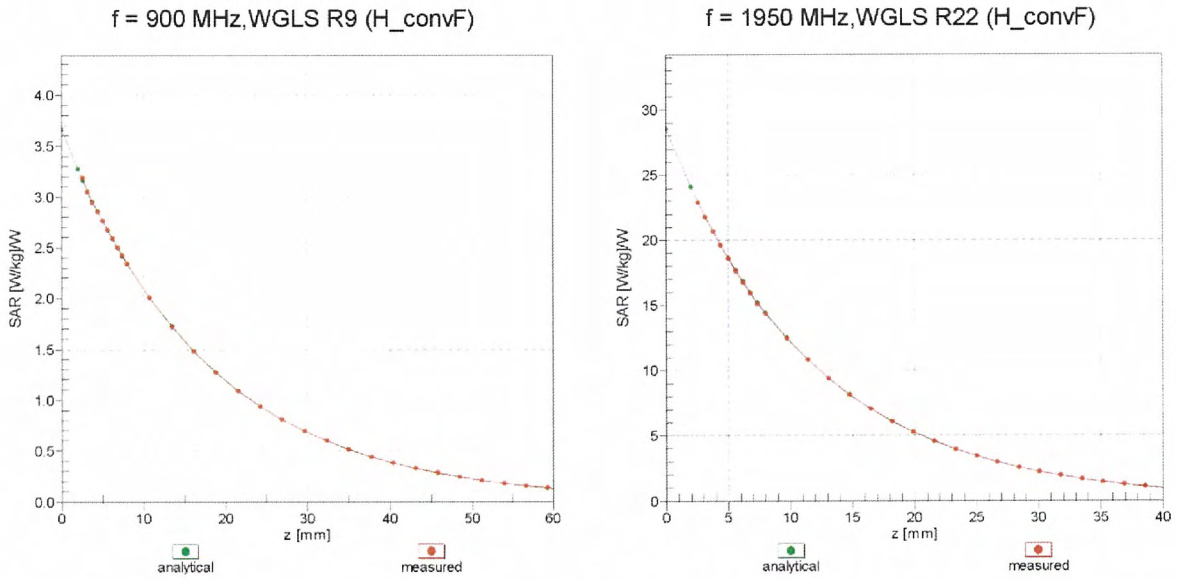 f = 900 MHz,WGLS R9 (H_convF)
f = 1950 MHz,WGLS R22 (H_convF)
SAR [W/kg]/W
4.0
3.5
3.0
2.5
2.0
1.5
1.0
0.5
0.0
0 10 20 30 40 50 60
z [mm]
analytical
measured
SAR [W/kg]/W
30
25
20
15
10
5
0
0 5 10 15 20 25 30 35 40
z [mm]
analytical
measured